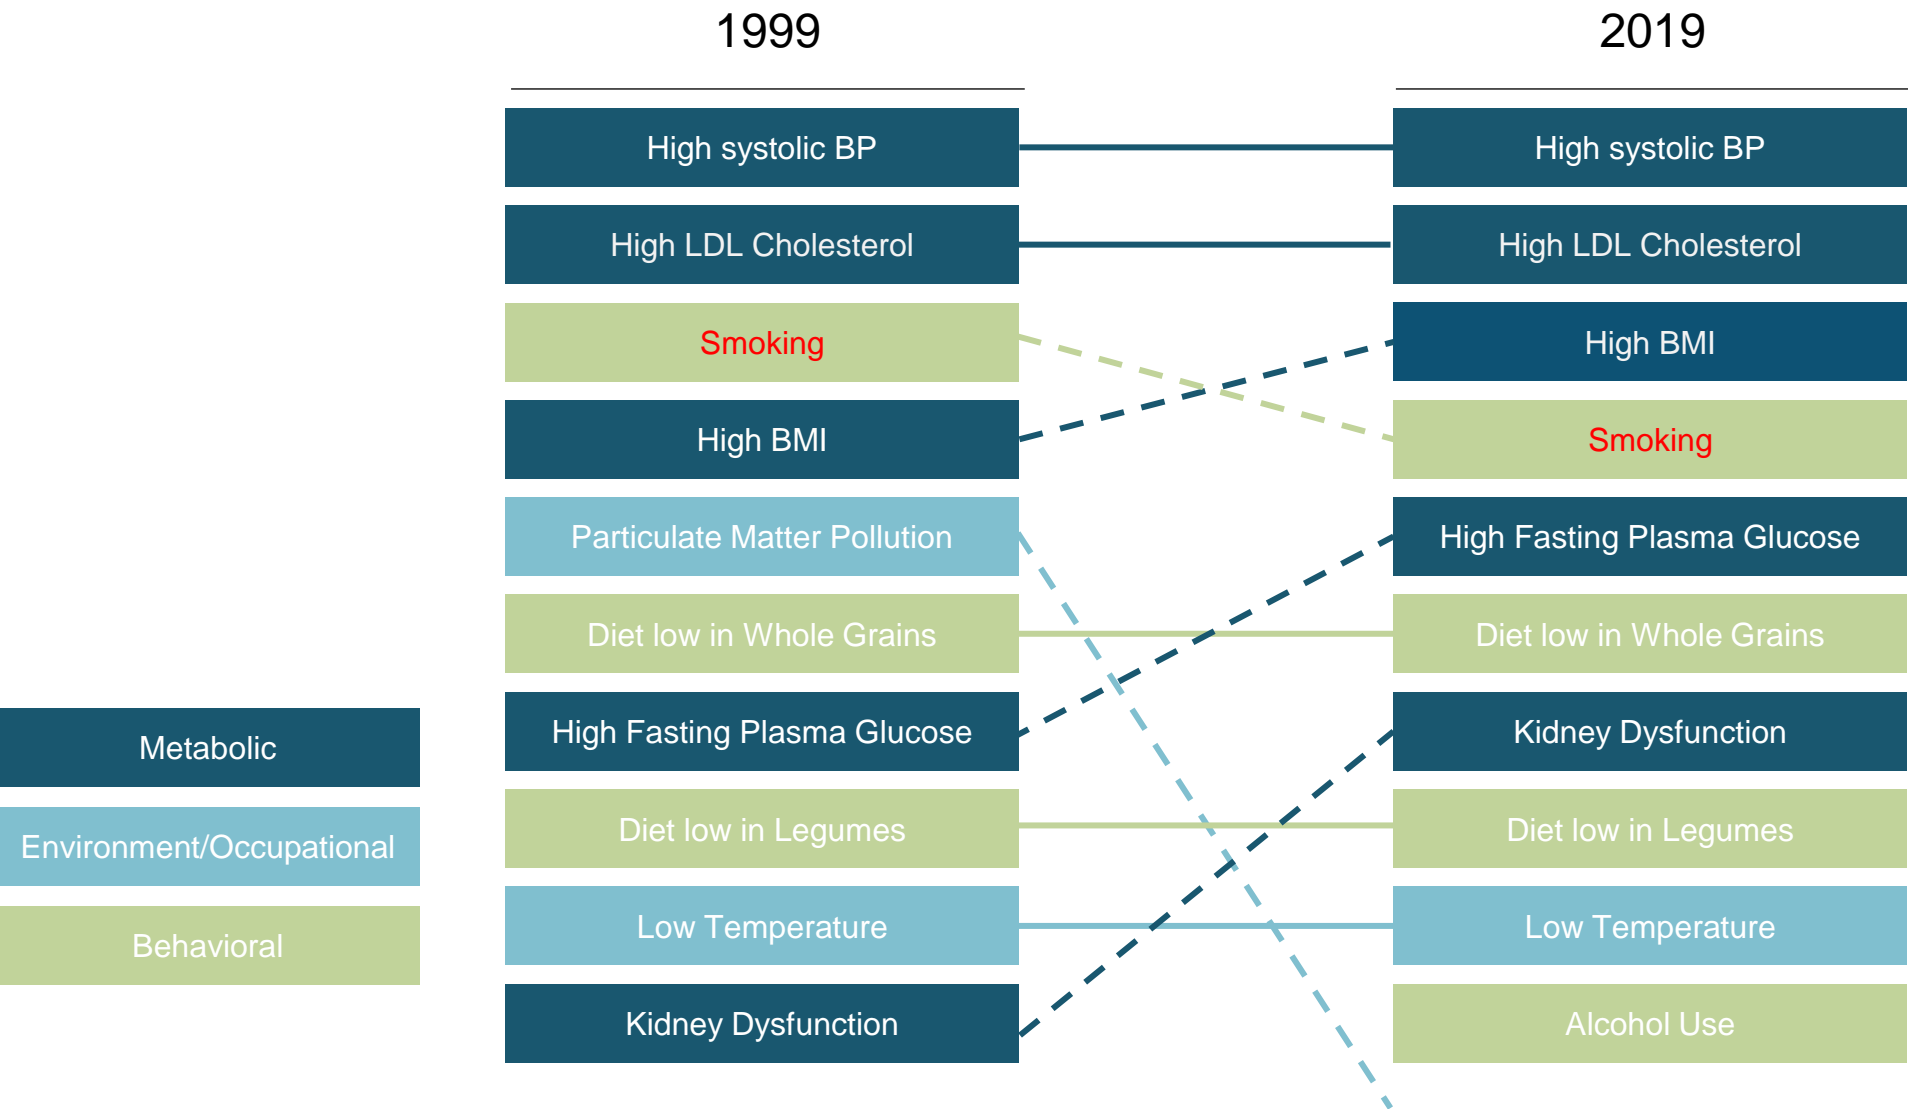 1999
2019
High systolic BP
High systolic BP
High LDL Cholesterol
High LDL Cholesterol
Smoking
High BMI
High BMI
Smoking
Particulate Matter Pollution
High Fasting Plasma Glucose
Diet low in Whole Grains
Diet low in Whole Grains
Metabolic
High Fasting Plasma Glucose
Kidney Dysfunction
Environment/Occupational
Diet low in Legumes
Diet low in Legumes
Behavioral
Low Temperature
Low Temperature
Kidney Dysfunction
Alcohol Use